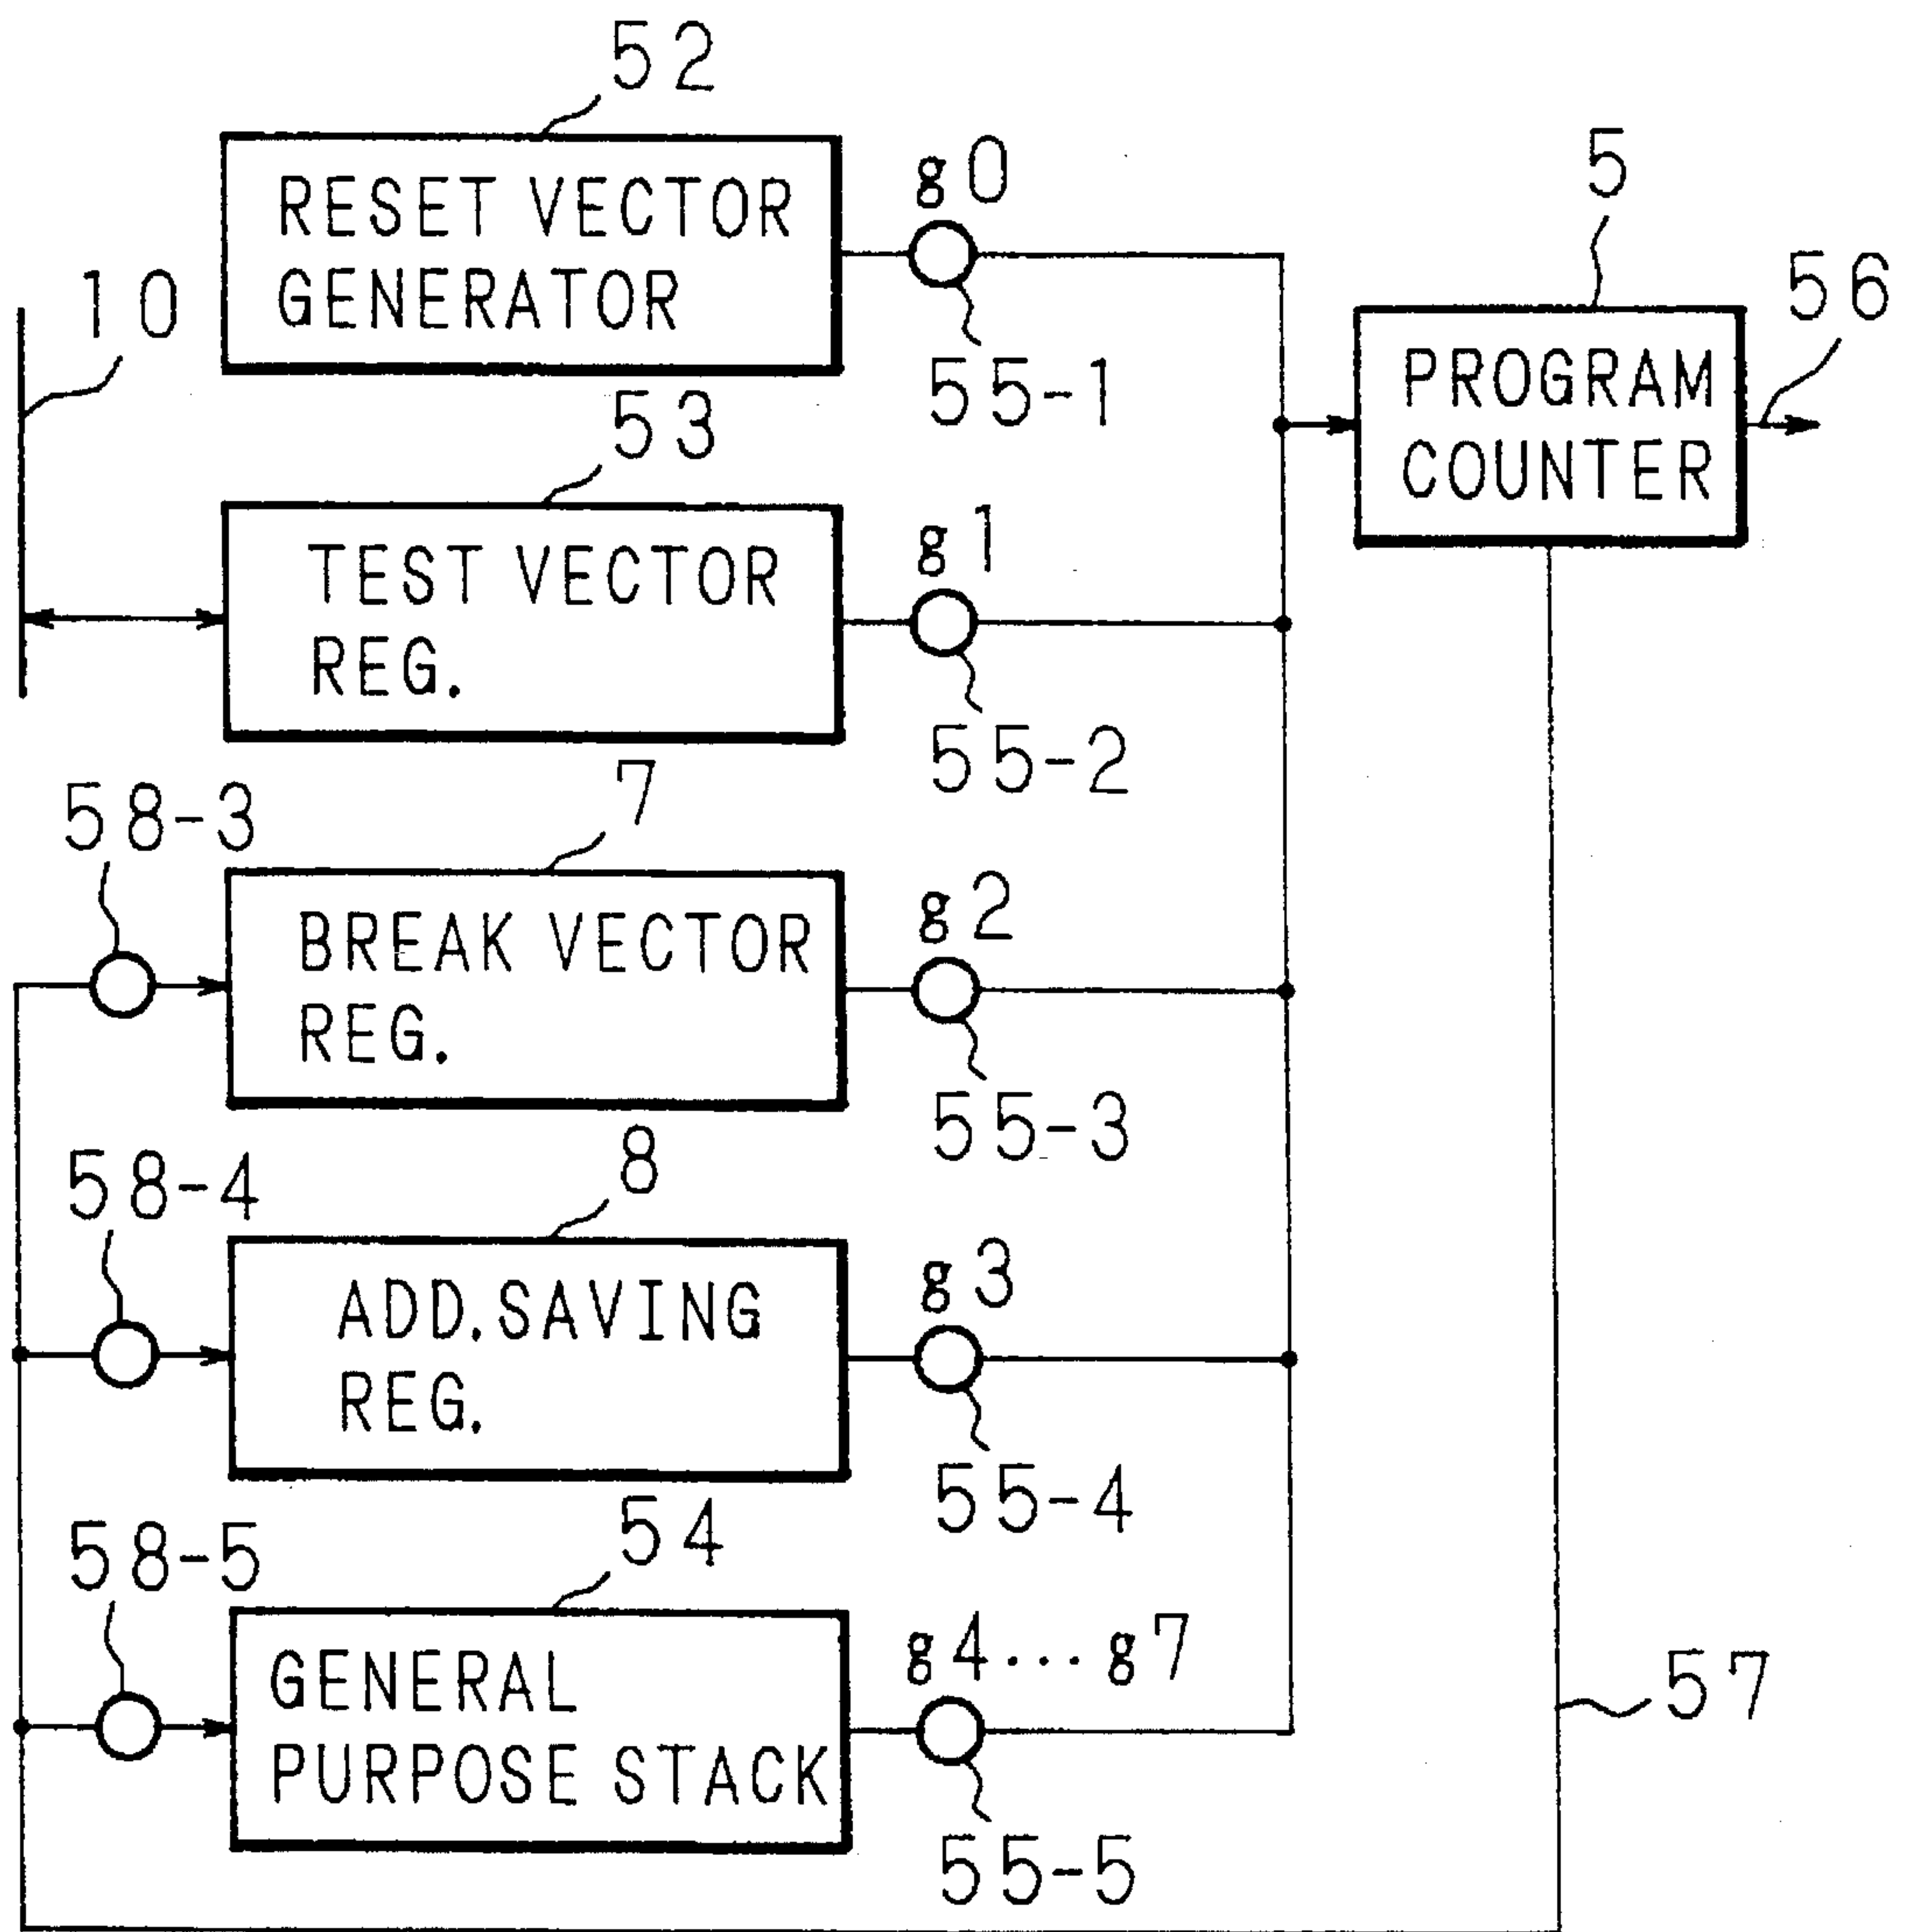 52
RESET VECTOR
GENERATOR
g0
55-1
5
PROGRAM
COUNTER
56
10
53
TEST VECTOR
REG.
g1
55-2
7
58-3
BREAK VECTOR
REG.
g2
55-3
8
58-4
ADD.SAVING
REG.
g3
55-4
54
58-5
GENERAL
PURPOSE STACK
g4...g7
55-5
57